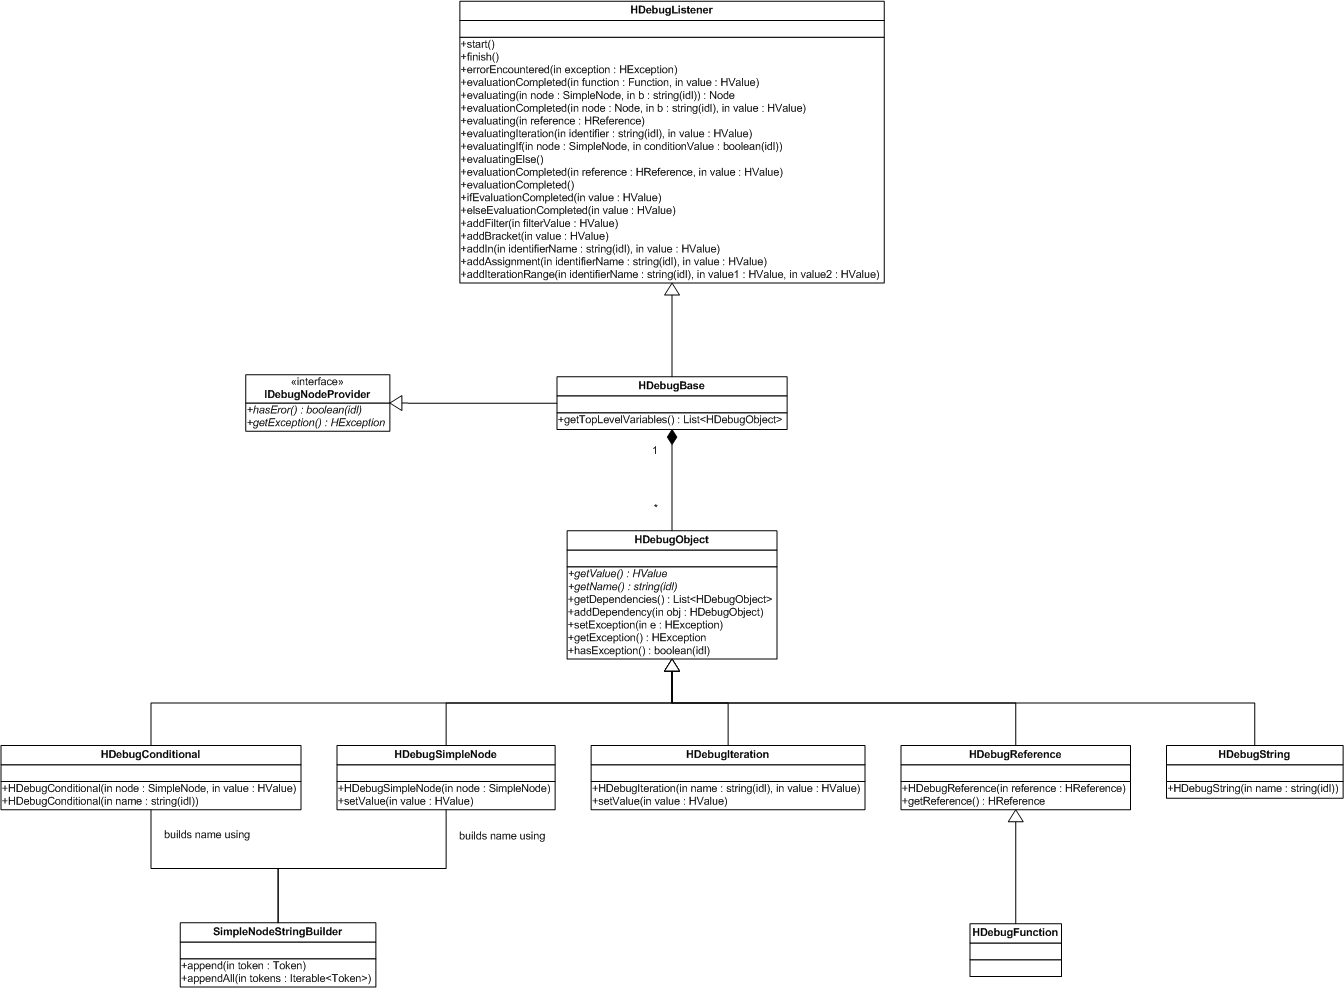 HDebugListener
+start()
+finish()
+errorEncountered(in exception : HException)
+evaluationCompleted(in function : Function, in value : HValue)
+evaluating(in node : SimpleNode, in b : string(idl)) : Node
+evaluationCompleted(in node : Node, in b : string(idl), in value : HValue)
+evaluating(in reference : HReference)
+evaluatingIteration(in identifier : string(idl), in value : HValue)
+evaluatingIf(in node : SimpleNode, in conditionValue : boolean(idl))
+evaluatingElse()
+evaluationCompleted(in reference : HReference, in value : HValue)
+evaluationCompleted()
+ifEvaluationCompleted(in value : HValue)
+elseEvaluationCompleted(in value : HValue)
+addFilter(in filterValue : HValue)
+addBracket(in value : HValue)
+addIn(in identifierName : string(idl), in value : HValue)
+addAssignment(in identifierName : string(idl), in value : HValue)
+addIterationRange(in identifierName : string(idl), in value1 : HValue, in value2 : HValue)
«interface»
IDebugNodeProvider
+hasEror() : boolean(idl)
+getException() : HException
HDebugBase
+getTopLevelVariables() : List<HDebugObject>
1
*
HDebugObject
+getValue() : HValue
+getName() : string(idl)
+getDependencies() : List<HDebugObject>
+addDependency(in obj : HDebugObject)
+setException(in e : HException)
+getException() : HException
+hasException() : boolean(idl)
HDebugConditional
+HDebugConditional(in node : SimpleNode, in value : HValue)
+HDebugConditional(in name : string(idl))
HDebugSimpleNode
+HDebugSimpleNode(in node : SimpleNode)
+setValue(in value : HValue)
HDebugIteration
+HDebugIteration(in name : string(idl), in value : HValue)
+setValue(in value : HValue)
HDebugReference
+HDebugReference(in reference : HReference)
+getReference() : HReference
HDebugString
+HDebugString(in name : string(idl))
builds name using
builds name using
SimpleNodeStringBuilder
+append(in token : Token)
+appendAll(in tokens : Iterable<Token>)
HDebugFunction